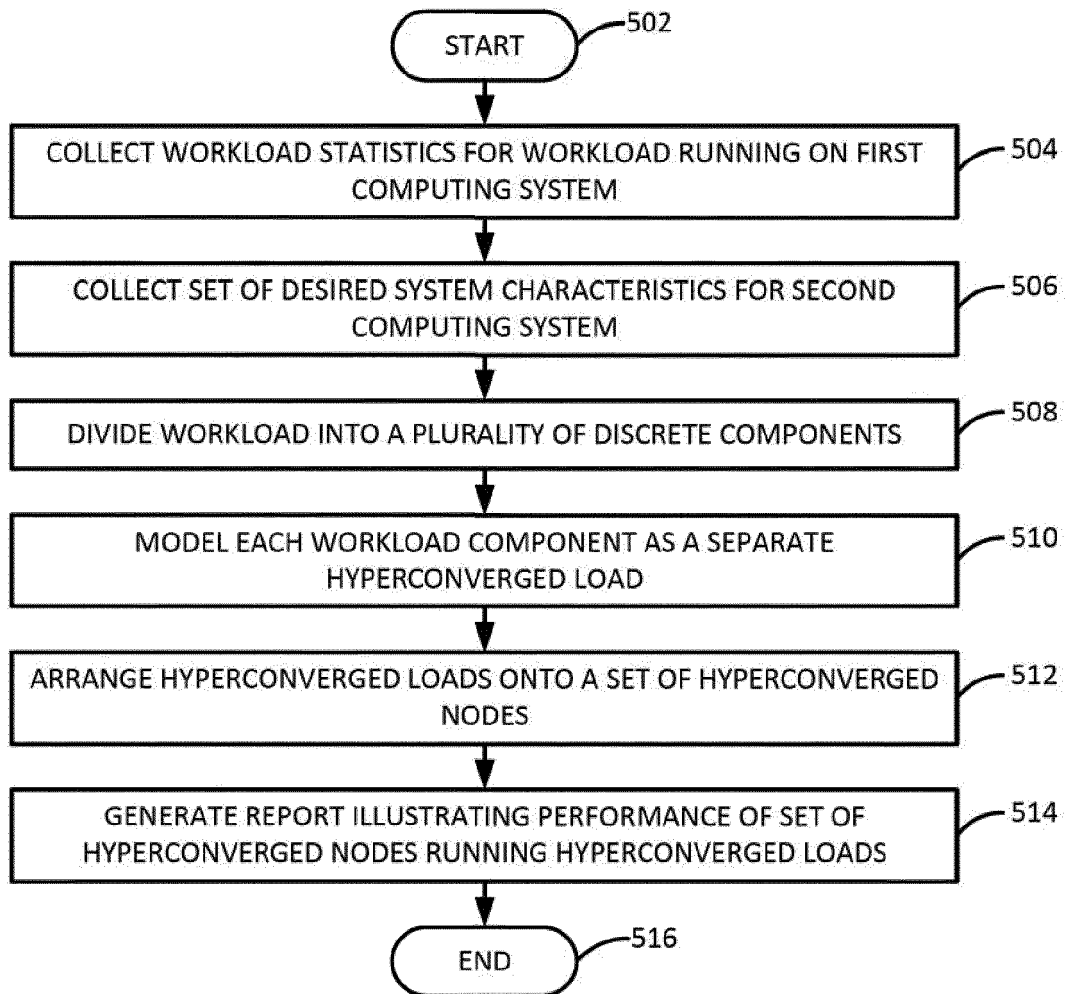 START
502
COLLECT WORKLOAD STATISTICS FOR WORKLOAD RUNNING ON FIRST
COMPUTING SYSTEM
504
COLLECT SET OF DESIRED SYSTEM CHARACTERISTICS FOR SECOND
COMPUTING SYSTEM
506
DIVIDE WORKLOAD INTO A PLURALITY OF DISCRETE COMPONENTS
508
MODEL EACH WORKLOAD COMPONENT AS A SEPARATE
HYPERCONVERGED LOAD
510
ARRANGE HYPERCONVERGED LOADS ONTO A SET OF HYPERCONVERGED
NODES
512
GENERATE REPORT ILLUSTRATING PERFORMANCE OF SET OF
HYPERCONVERGED NODES RUNNING HYPERCONVERGED LOADS
514
END
516